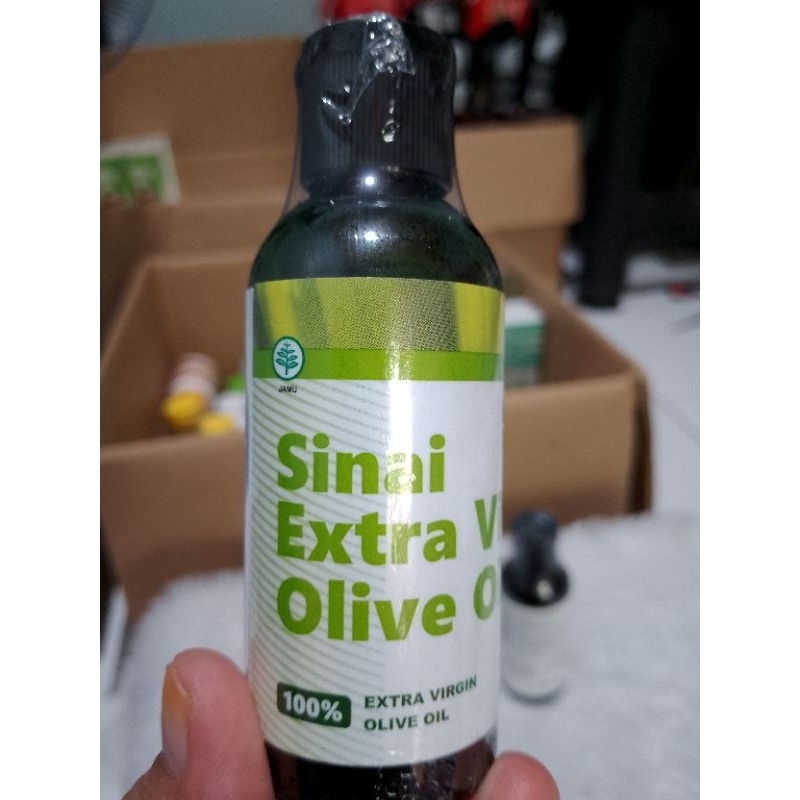 JAMU
Sinai
Extra V
Olive O
100%
EXTRA VIRGIN
OLIVE OIL